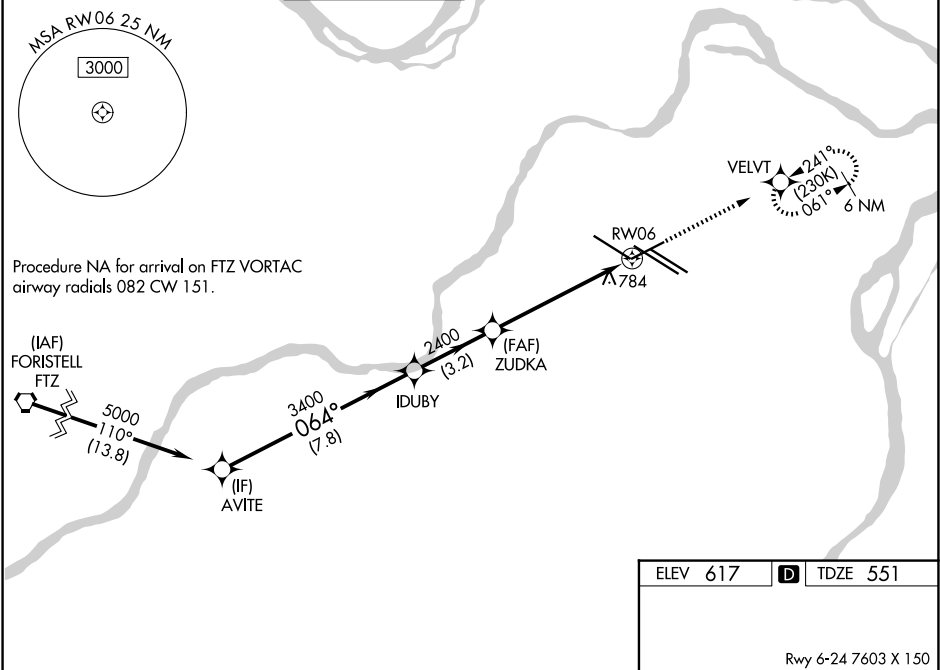 MSA RW06 25 NM
3000
Procedure NA for arrival on FTZ VORTAC
airway radials 082 CW 151.
(IAF)
FORISTELL
FTZ
5000
110°
(13.8)
(IF)
AVITE
3400
064°
(7.8)
IDUBY
2400
(3.2)
(FAF)
ZUDKA
RW06
784
VELVT
241°
(230K)
061°
6 NM
ELEV 617 D TDZE 551
Rwy 6-24 7603 X 150